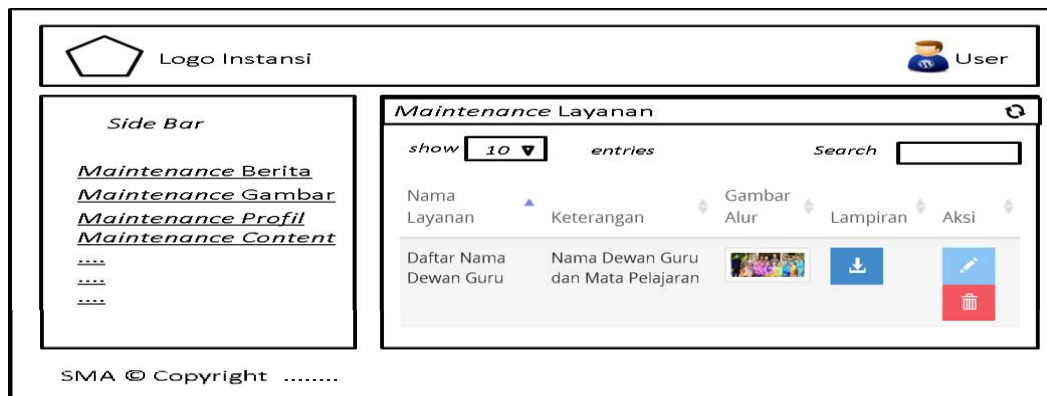 Logo Instansi
User
Side Bar
Maintenance Berita
Maintenance Gambar
Maintenance Profil
Maintenance Content
....
....
....
Maintenance Layanan
show 10 entries Search
Nama Layanan
Keterangan
Gambar Alur
Lampiran
Aksi
Daftar Nama
Dewan Guru
Nama Dewan Guru
dan Mata Pelajaran
SMA © Copyright ........